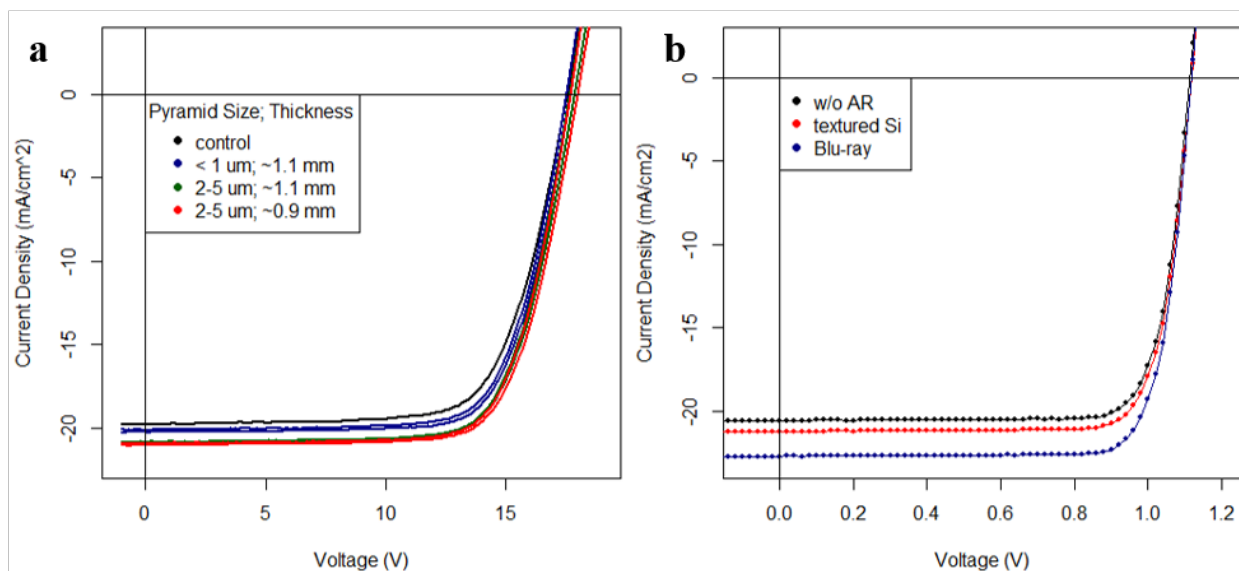 a
Current Density (mA/cm^2)
0
-5
-10
-15
-20
Pyramid Size; Thickness
control
< 1 um; ~1.1 mm
2-5 um; ~1.1 mm
2-5 um; ~0.9 mm
0
5
10
15
Voltage (V)
b
Current Density (mA/cm2)
0
-5
-10
-15
-20
w/o AR
textured Si
Blu-ray
0.0
0.2
0.4
0.6
0.8
1.0
1.2
Voltage (V)